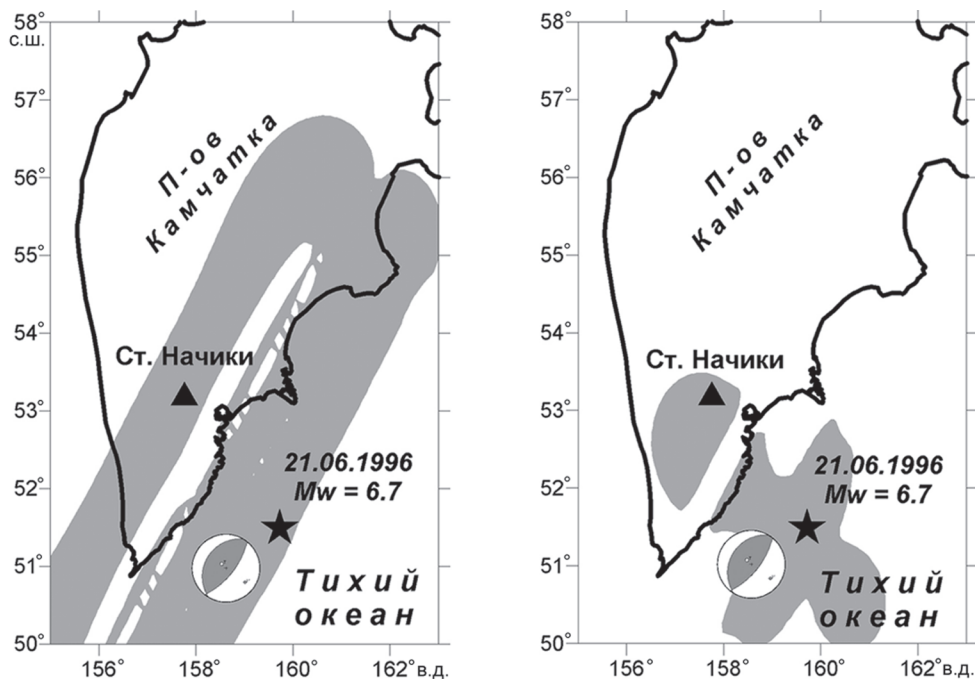 58°
с.ш.
57°
56°
55°
54°
53°
52°
51°
50°
П-ов
Камчатка
Ст. Начики
21.06.1996
Mw = 6.7
Тихий
океан
156°
158°
160°
162°в.д.
58°
57°
56°
55°
54°
53°
52°
51°
50°
П-ов
Камчатка
Ст. Начики
21.06.1996
Mw = 6.7
Тихий
океан
156°
158°
160°
162°в.д.